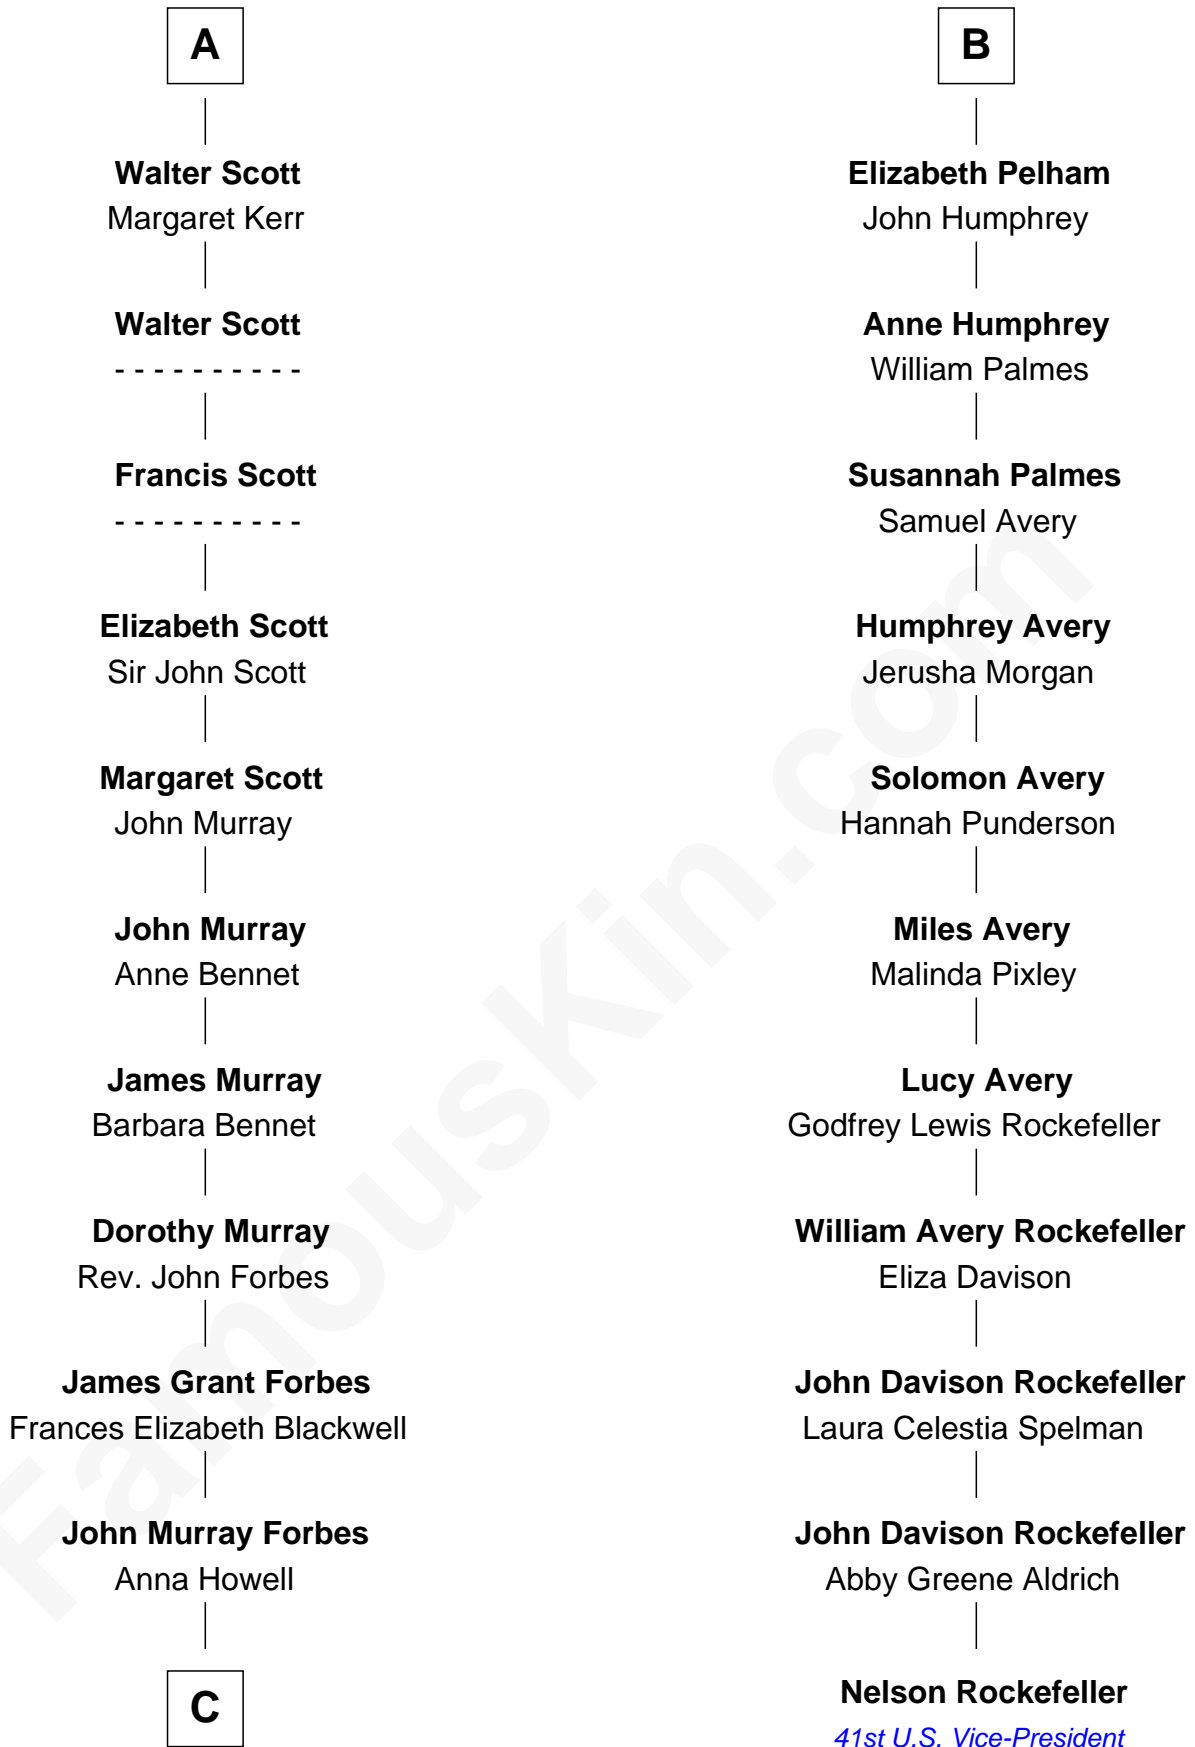 A
Walter Scott
Margaret Kerr
Walter Scott
- - - - - - - - - -
Francis Scott
- - - - - - - - - -
Elizabeth Scott
Sir John Scott
Margaret Scott
John Murray
John Murray
Anne Bennet
James Murray
Barbara Bennet
Dorothy Murray
Rev. John Forbes
James Grant Forbes
Frances Elizabeth Blackwell
John Murray Forbes
Anna Howell
C
B
Elizabeth Pelham
John Humphrey
Anne Humphrey
William Palmes
Susannah Palmes
Samuel Avery
Humphrey Avery
Jerusha Morgan
Solomon Avery
Hannah Punderson
Miles Avery
Malinda Pixley
Lucy Avery
Godfrey Lewis Rockefeller
William Avery Rockefeller
Eliza Davison
John Davison Rockefeller
Laura Celestia Spelman
John Davison Rockefeller
Abby Greene Aldrich
Nelson Rockefeller
41st U.S. Vice-President
FamousKin.com